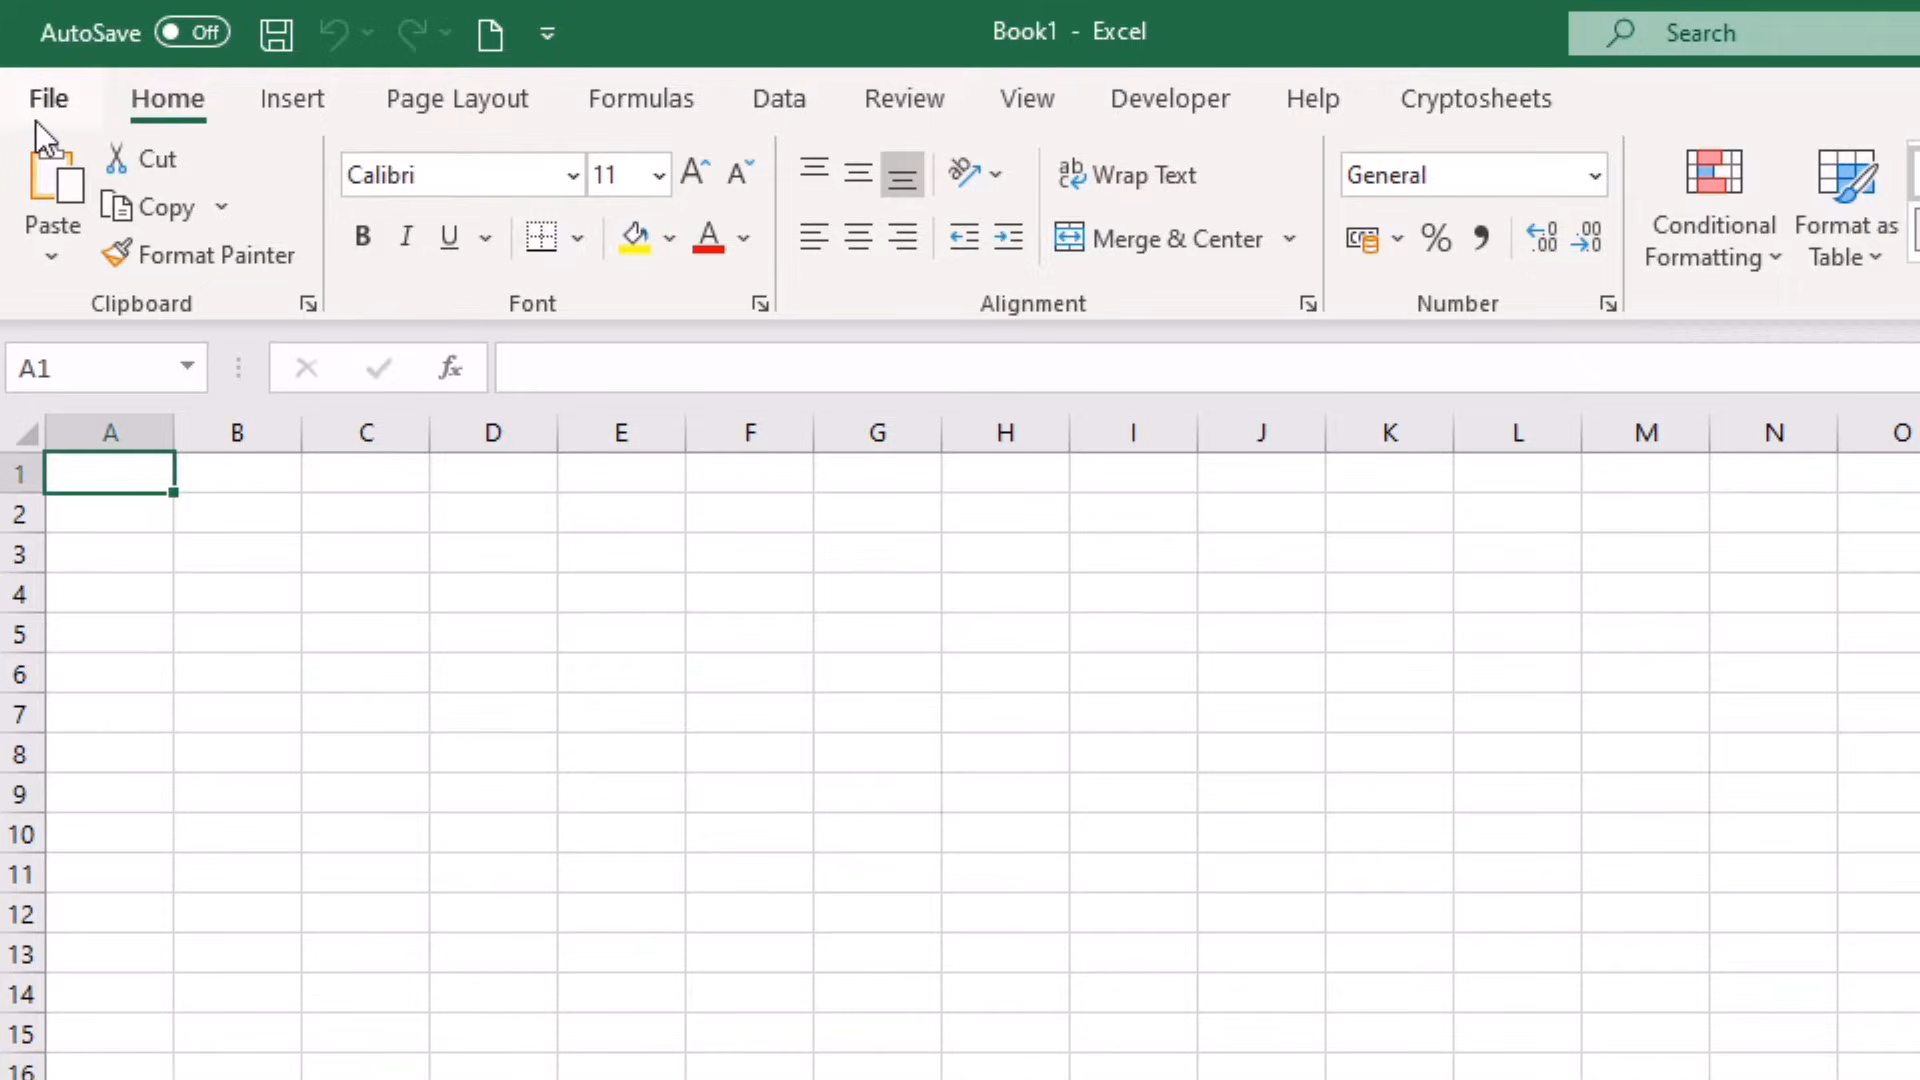 AutoSave Off Book1 - Excel Search
File Home Insert Page Layout Formulas Data Review View Developer Help Cryptosheets
Paste
Cut
Copy
Format Painter
Clipboard
Calibri 11
B I U
Font
Wrap Text
Merge & Center
Alignment
General
Number
Conditional
Formatting
Format as
Table
A1 fx
A B C D E F G H I J K L M N O
1
2
3
4
5
6
7
8
9
10
11
12
13
14
15
16